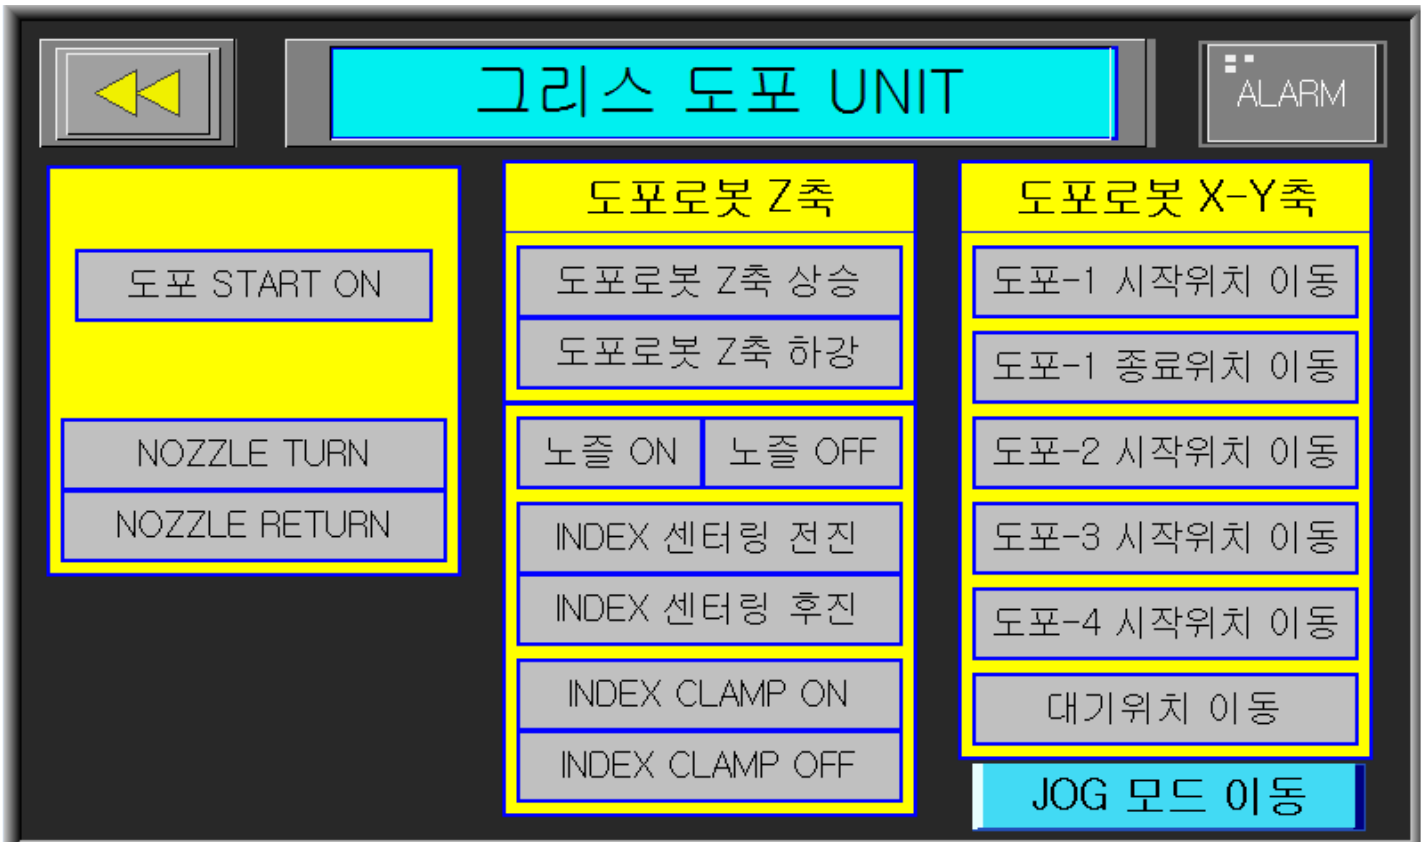 그리스 도포 UNIT
ALARM
도포 START ON
NOZZLE TURN
NOZZLE RETURN
도포로봇 Z축
도포로봇 Z축 상승
도포로봇 Z축 하강
노즐 ON
노즐 OFF
INDEX 센터링 전진
INDEX 센터링 후진
INDEX CLAMP ON
INDEX CLAMP OFF
도포로봇 X-Y축
도포-1 시작위치 이동
도포-1 종료위치 이동
도포-2 시작위치 이동
도포-3 시작위치 이동
도포-4 시작위치 이동
대기위치 이동
JOG 모드 이동